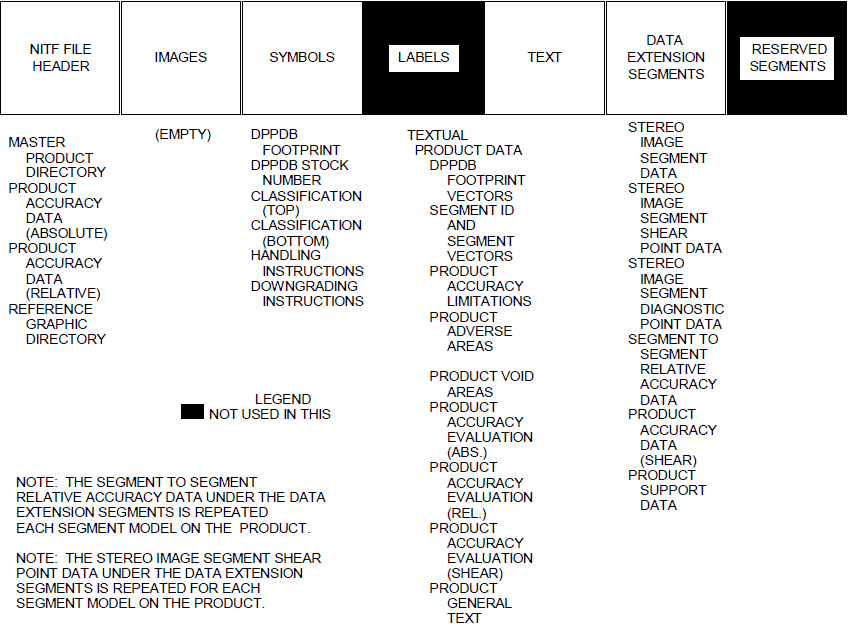 NITF FILE
HEADER
IMAGES
SYMBOLS
LABELS
TEXT
DATA
EXTENSION
SEGMENTS
RESERVED
SEGMENTS
MASTER
PRODUCT
DIRECTORY
PRODUCT
ACCURACY
DATA
(ABSOLUTE)
PRODUCT
ACCURACY
DATA
(RELATIVE)
REFERENCE
GRAPHIC
DIRECTORY
(EMPTY)
DPPDB
FOOTPRINT
DPPDB STOCK
NUMBER
CLASSIFICATION
(TOP)
CLASSIFICATION
(BOTTOM)
HANDLING
INSTRUCTIONS
DOWNGRADING
INSTRUCTIONS
TEXTUAL
PRODUCT DATA
DPPDB
FOOTPRINT
VECTORS
SEGMENT ID
AND
SEGMENT
VECTORS
PRODUCT
ACCURACY
LIMITATIONS
PRODUCT
ADVERSE
AREAS
PRODUCT VOID
AREAS
PRODUCT
ACCURACY
EVALUATION
(ABS.)
PRODUCT
ACCURACY
EVALUATION
(REL.)
PRODUCT
ACCURACY
EVALUATION
(SHEAR)
PRODUCT
GENERAL
TEXT
STEREO
IMAGE
SEGMENT
DATA
STEREO
IMAGE
SEGMENT
SHEAR
POINT DATA
STEREO
IMAGE
SEGMENT
DIAGNOSTIC
POINT DATA
SEGMENT TO
SEGMENT
RELATIVE
ACCURACY
DATA
PRODUCT
ACCURACY
DATA
(SHEAR)
PRODUCT
SUPPORT
DATA
LEGEND
NOT USED IN THIS
NOTE: THE SEGMENT TO SEGMENT
RELATIVE ACCURACY DATA UNDER THE DATA
EXTENSION SEGMENTS IS REPEATED
EACH SEGMENT MODEL ON THE PRODUCT.
NOTE: THE STEREO IMAGE SEGMENT SHEAR
POINT DATA UNDER THE DATA EXTENSION
SEGMENTS IS REPEATED FOR EACH
SEGMENT MODEL ON THE PRODUCT.